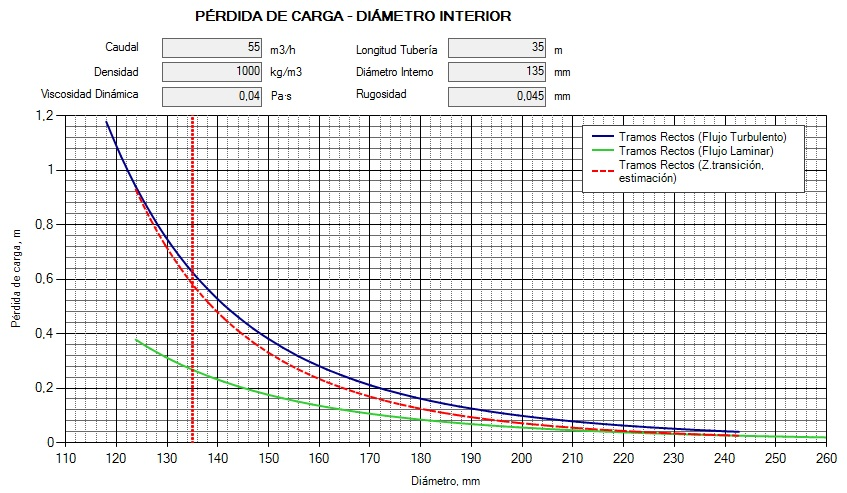 PÉRDIDA DE CARGA - DIÁMETRO INTERIOR
Caudal 55 m3/h Longitud Tubería 35 m
Densidad 1000 kg/m3 Diámetro Interno 135 mm
Viscosidad Dinámica 0,04 Pa·s Rugosidad 0,045 mm
Tramos Rectos (Flujo Turbulento)
Tramos Rectos (Flujo Laminar)
Tramos Rectos (Z.transición,
estimación)
Pérdida de carga, m
1,2
1
0,8
0,6
0,4
0,2
0
110 120 130 140 150 160 170 180 190 200 210 220 230 240 250 260
Diámetro, mm